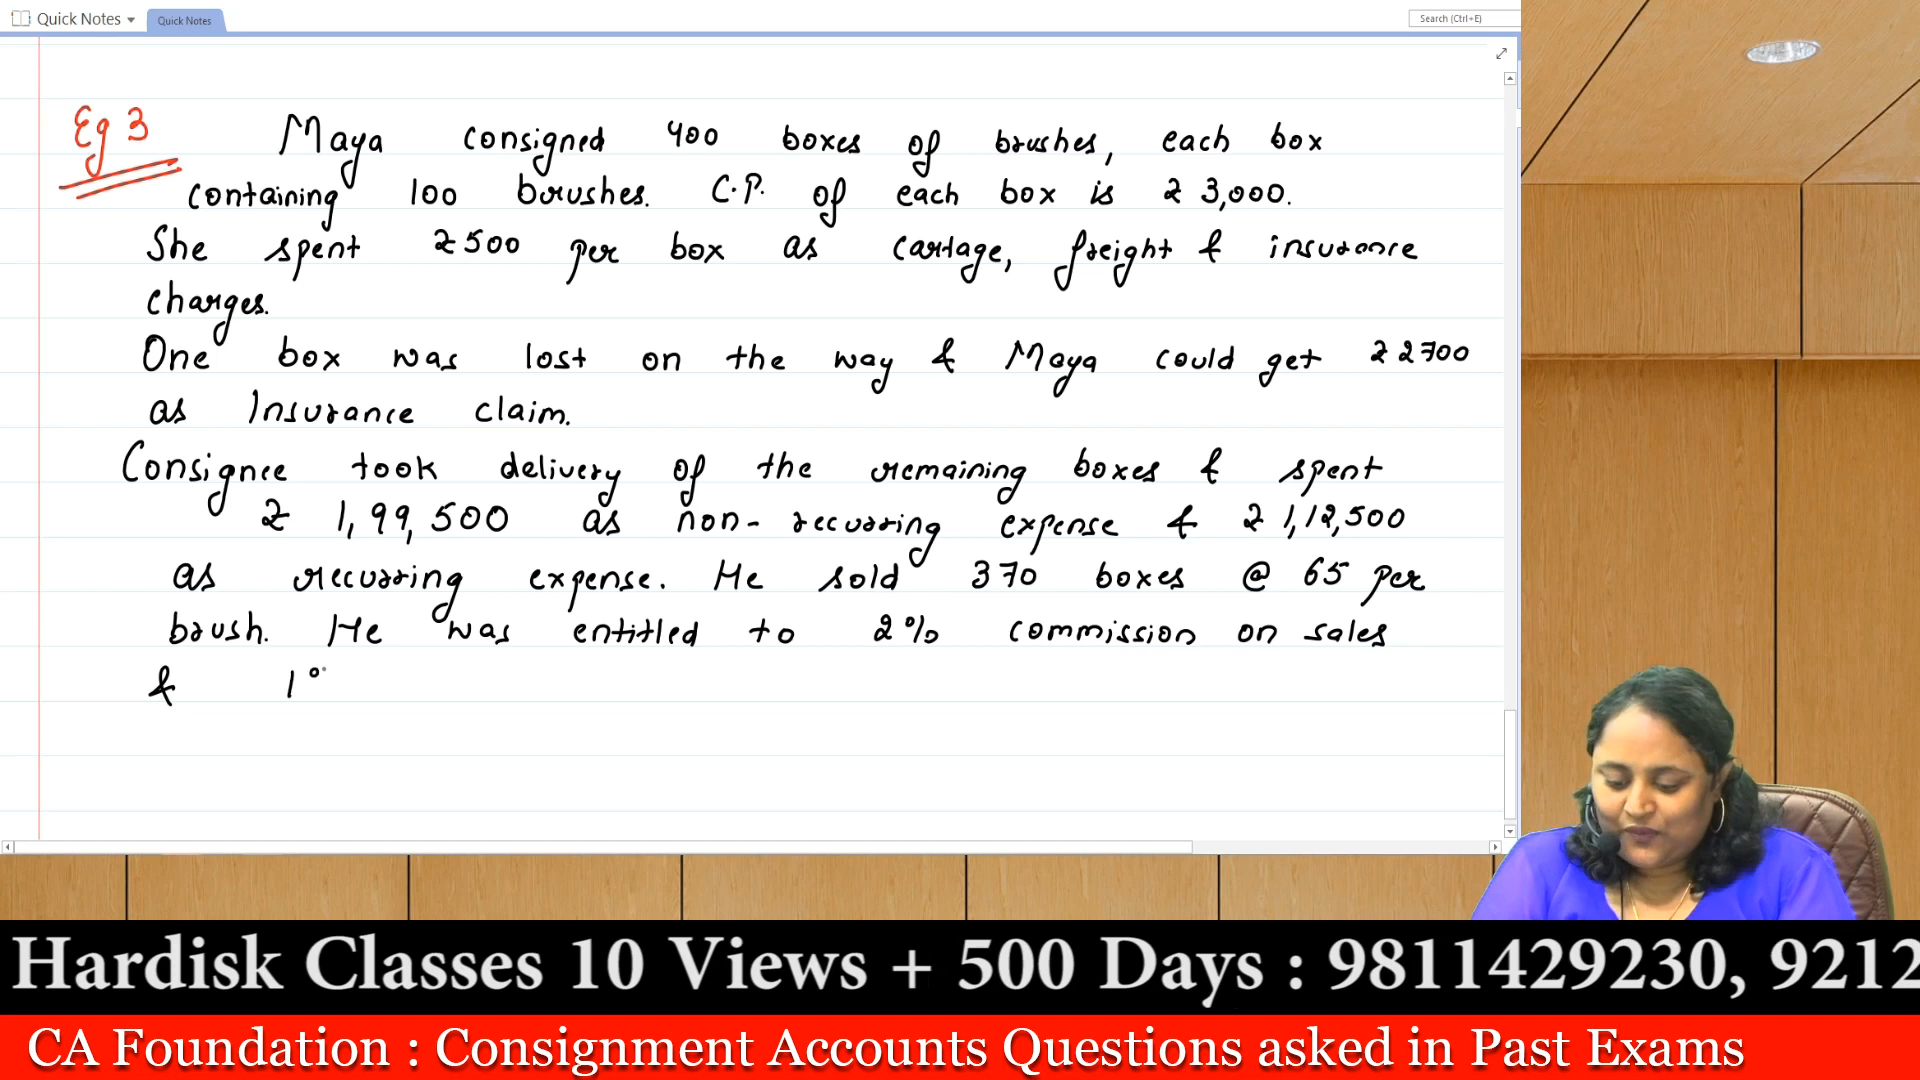 Quick Notes
Quick Notes
Search (Ctrl+E)
Eg 3 Maya consigned 400 boxes of brushes, each box
containing 100 brushes. C.P. of each box is ₹ 3,000.
She spent ₹500 per box as cartage, freight & insurance
charges.
One box was lost on the way & Maya could get ₹2700
as Insurance claim.
Consignee took delivery of the remaining boxes & spent
₹ 1,99,500 as non-recurring expense & ₹ 1,12,500
as recurring expense. He sold 370 boxes @ 65 per
brush. He was entitled to 2% commission on sales
& 1
Hardisk Classes 10 Views + 500 Days : 9811429230, 9212
CA Foundation : Consignment Accounts Questions asked in Past Exams